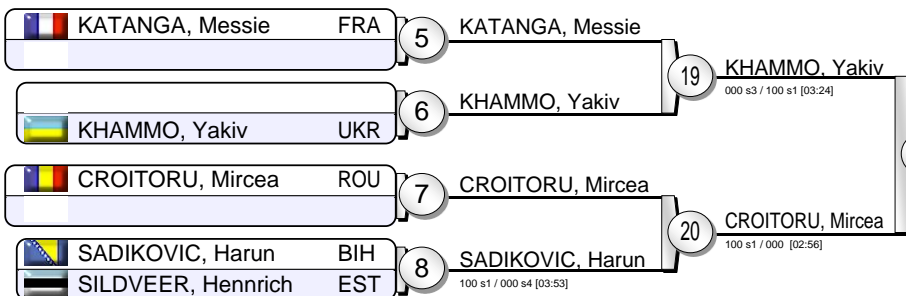 KATANGA, Messie FRA
5
KATANGA, Messie
19
KHAMMO, Yakiv
000 s3 / 100 s1 [03:24]
KHAMMO, Yakiv UKR
6
KHAMMO, Yakiv
CROITORU, Mircea ROU
7
CROITORU, Mircea
20
CROITORU, Mircea
100 s1 / 000 [02:56]
SADIKOVIC, Harun BIH
SILDVEER, Hennrich EST
8
SADIKOVIC, Harun
100 s1 / 000 s4 [03:53]